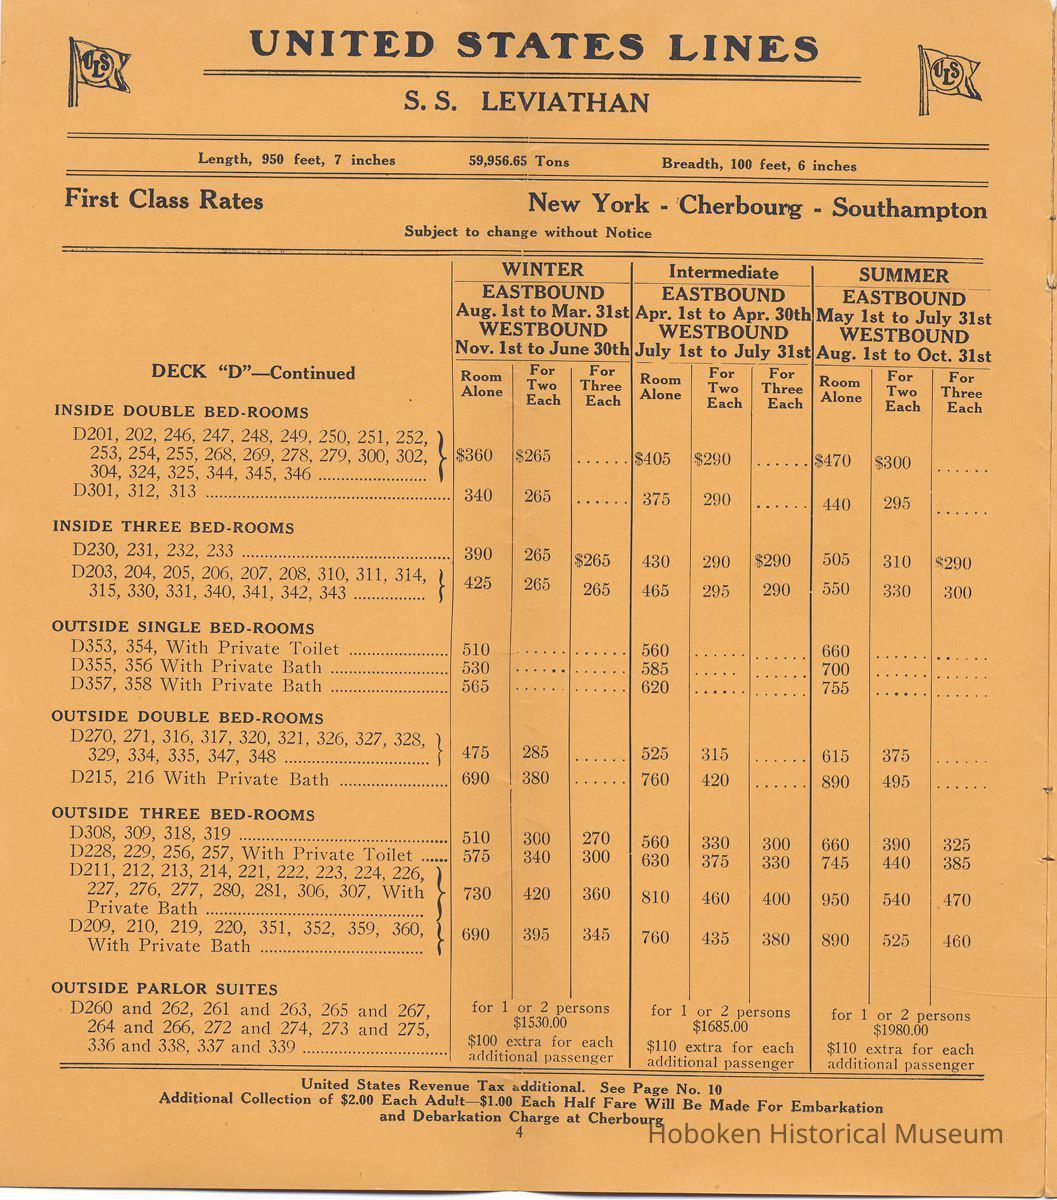 UNITED STATES LINES
ULS
ULS
S. S. LEVIATHAN
Length, 950 feet, 7 inches 59,956.65 Tons Breadth, 100 feet, 6 inches
First Class Rates New York - Cherbourg - Southampton
Subject to change without Notice
WINTER Intermediate SUMMER
EASTBOUND EASTBOUND EASTBOUND
Aug. 1st to Mar. 31st Apr. 1st to Apr. 30th May 1st to July 31st
WESTBOUND WESTBOUND WESTBOUND
Nov. 1st to June 30th July 1st to July 31st Aug. 1st to Oct. 31st
DECK "D"—Continued
Room Alone For Two Each For Three Each Room Alone For Two Each For Three Each Room Alone For Two Each For Three Each
INSIDE DOUBLE BED-ROOMS
D201, 202, 246, 247, 248, 249, 250, 251, 252,
253, 254, 255, 268, 269, 278, 279, 300, 302, $360 $265 ...... $405 $290 ...... $470 $300 ......
304, 324, 325, 344, 345, 346 ........................
D301, 312, 313 ........................ 340 265 ...... 375 290 ...... 440 295 ......
INSIDE THREE BED-ROOMS
D230, 231, 232, 233 ........................ 390 265 $265 430 290 $290 505 310 $290
D203, 204, 205, 206, 207, 208, 310, 311, 314,
315, 330, 331, 340, 341, 342, 343 ................ 425 265 265 465 295 290 550 330 300
OUTSIDE SINGLE BED-ROOMS
D353, 354, With Private Toilet ................ 510 ...... ...... 560 ...... ...... 660 ...... ......
D355, 356 With Private Bath ................ 530 ...... ...... 585 ...... ...... 700 ...... ......
D357, 358 With Private Bath ................ 565 ...... ...... 620 ...... ...... 755 ...... ......
OUTSIDE DOUBLE BED-ROOMS
D270, 271, 316, 317, 320, 321, 326, 327, 328,
329, 334, 335, 347, 348 ........................ 475 285 ...... 525 315 ...... 615 375 ......
D215, 216 With Private Bath ................ 690 380 ...... 760 420 ...... 890 495 ......
OUTSIDE THREE BED-ROOMS
D308, 309, 318, 319 ........................ 510 300 270 560 330 300 660 390 325
D228, 229, 256, 257, With Private Toilet ...... 575 340 300 630 375 330 745 440 385
D211, 212, 213, 214, 221, 222, 223, 224, 226,
227, 276, 277, 280, 281, 306, 307, With 730 420 360 810 460 400 950 540 470
Private Bath ........................
D209, 210, 219, 220, 351, 352, 359, 360, 690 395 345 760 435 380 890 525 460
With Private Bath ........................
OUTSIDE PARLOR SUITES
D260 and 262, 261 and 263, 265 and 267, for 1 or 2 persons for 1 or 2 persons for 1 or 2 persons
264 and 266, 272 and 274, 273 and 275, $1530.00 $1685.00 $1980.00
336 and 338, 337 and 339 ........................ $100 extra for each $110 extra for each $110 extra for each
additional passenger additional passenger additional passenger
United States Revenue Tax additional. See Page No. 10
Additional Collection of $2.00 Each Adult—$1.00 Each Half Fare Will Be Made For Embarkation
and Debarkation Charge at Cherbourg
4
Hoboken Historical Museum